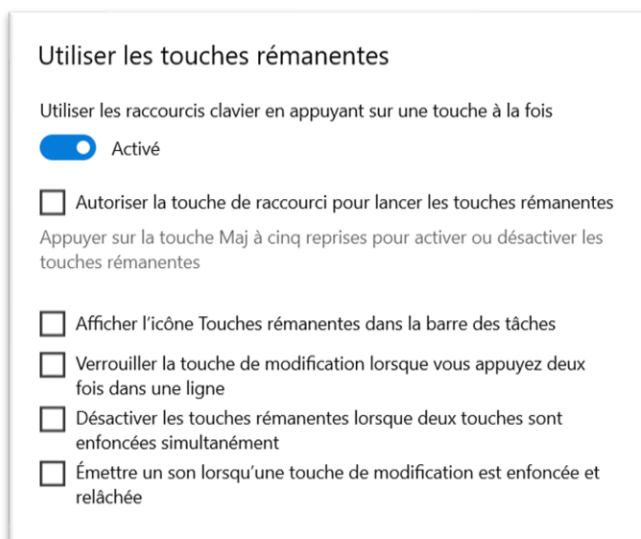 Utiliser les touches rémanentes
Utiliser les raccourcis clavier en appuyant sur une touche à la fois
Activé
Autoriser la touche de raccourci pour lancer les touches rémanentes
Appuyer sur la touche Maj à cinq reprises pour activer ou désactiver les
touches rémanentes
Afficher l’icône Touches rémanentes dans la barre des tâches
Verrouiller la touche de modification lorsque vous appuyez deux
fois dans une ligne
Désactiver les touches rémanentes lorsque deux touches sont
enfoncées simultanément
Émettre un son lorsqu’une touche de modification est enfoncée et
relâchée